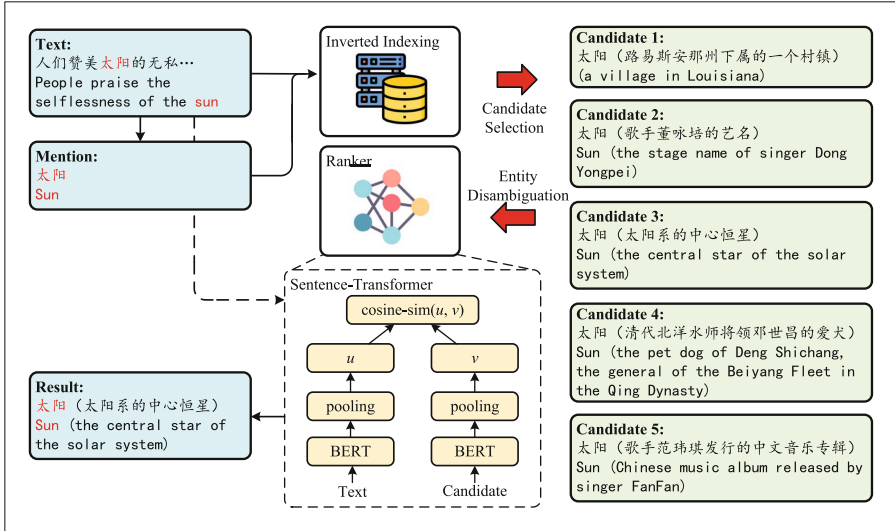 Text:
人们赞美太阳的无私…
People praise the
selflessness of the sun
Mention:
太阳
Sun
Inverted Indexing
Candidate
Selection
Ranker
Entity
Disambiguation
Sentence-Transformer
cosine-sim(u, v)
u
v
pooling
pooling
BERT
BERT
Text
Candidate
Result:
太阳 (太阳系的中心恒星)
Sun (the central star of
the solar system)
Candidate 1:
太阳 (路易斯安那州下属的一个村镇)
(a village in Louisiana)
Candidate 2:
太阳 (歌手董咏培的艺名)
Sun (the stage name of singer Dong
Yongpei)
Candidate 3:
太阳 (太阳系的中心恒星)
Sun (the central star of the solar
system)
Candidate 4:
太阳 (清代北洋水师将领邓世昌的爱犬)
Sun (the pet dog of Deng Shichang,
the general of the Beiyang Fleet in
the Qing Dynasty)
Candidate 5:
太阳 (歌手范玮琪发行的中文音乐专辑)
Sun (Chinese music album released by
singer FanFan)